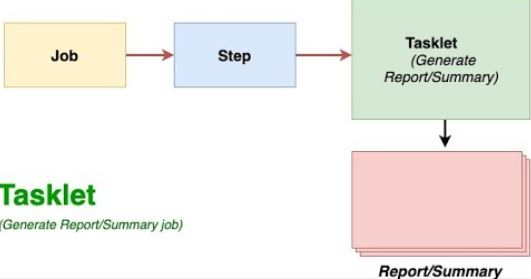 Job
Step
Tasklet
(Generate
Report/Summary)
Tasklet
(Generate Report/Summary job)
Report/Summary